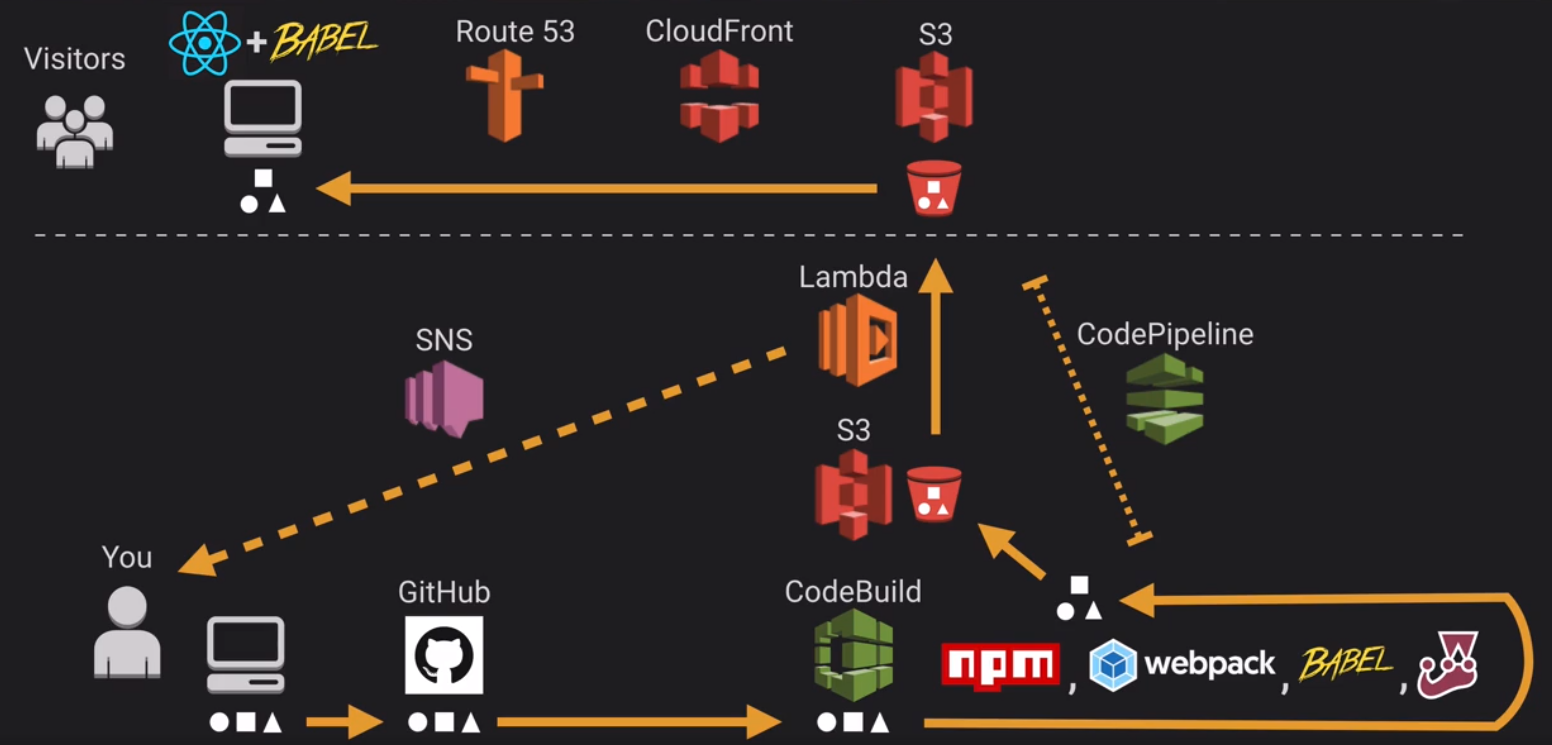 Visitors
+ BABEL
Route 53
CloudFront
S3
Lambda
SNS
CodePipeline
S3
You
GitHub
CodeBuild
npm, webpack, BABEL,